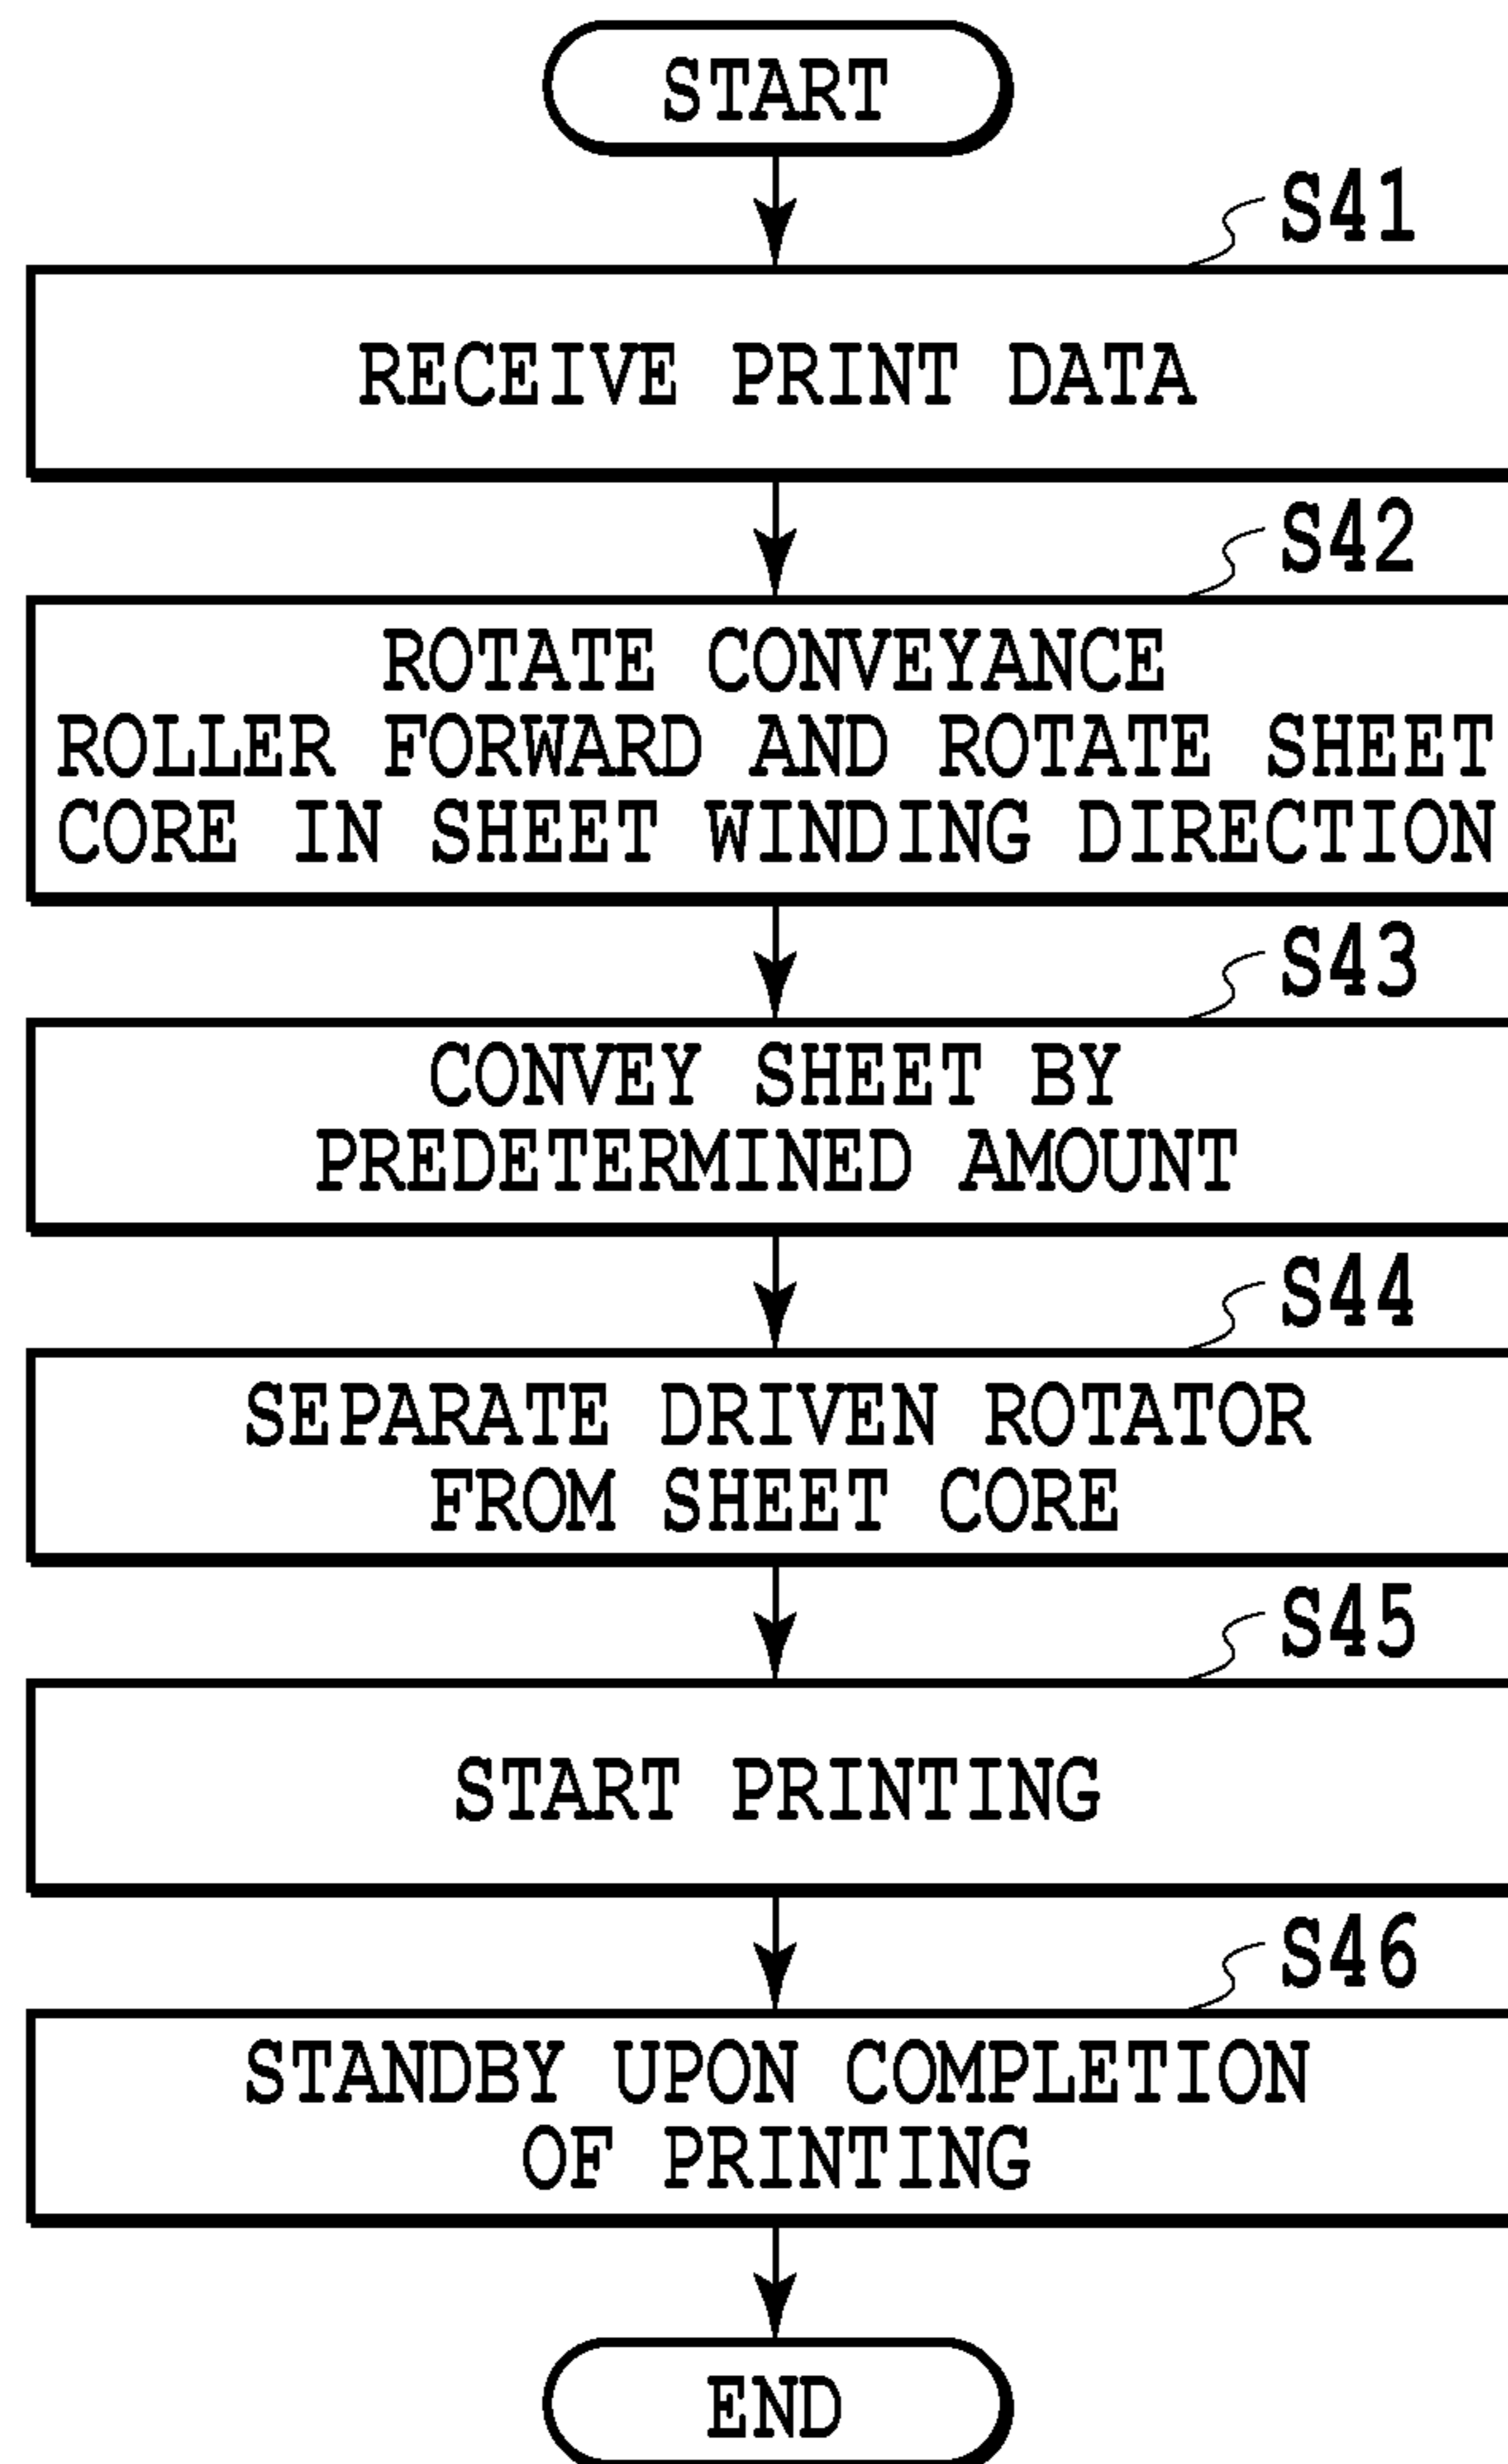 START
S41
RECEIVE PRINT DATA
S42
ROTATE CONVEYANCE
ROLLER FORWARD AND ROTATE SHEET
CORE IN SHEET WINDING DIRECTION
S43
CONVEY SHEET BY
PREDETERMINED AMOUNT
S44
SEPARATE DRIVEN ROTATOR
FROM SHEET CORE
S45
START PRINTING
S46
STANDBY UPON COMPLETION
OF PRINTING
END